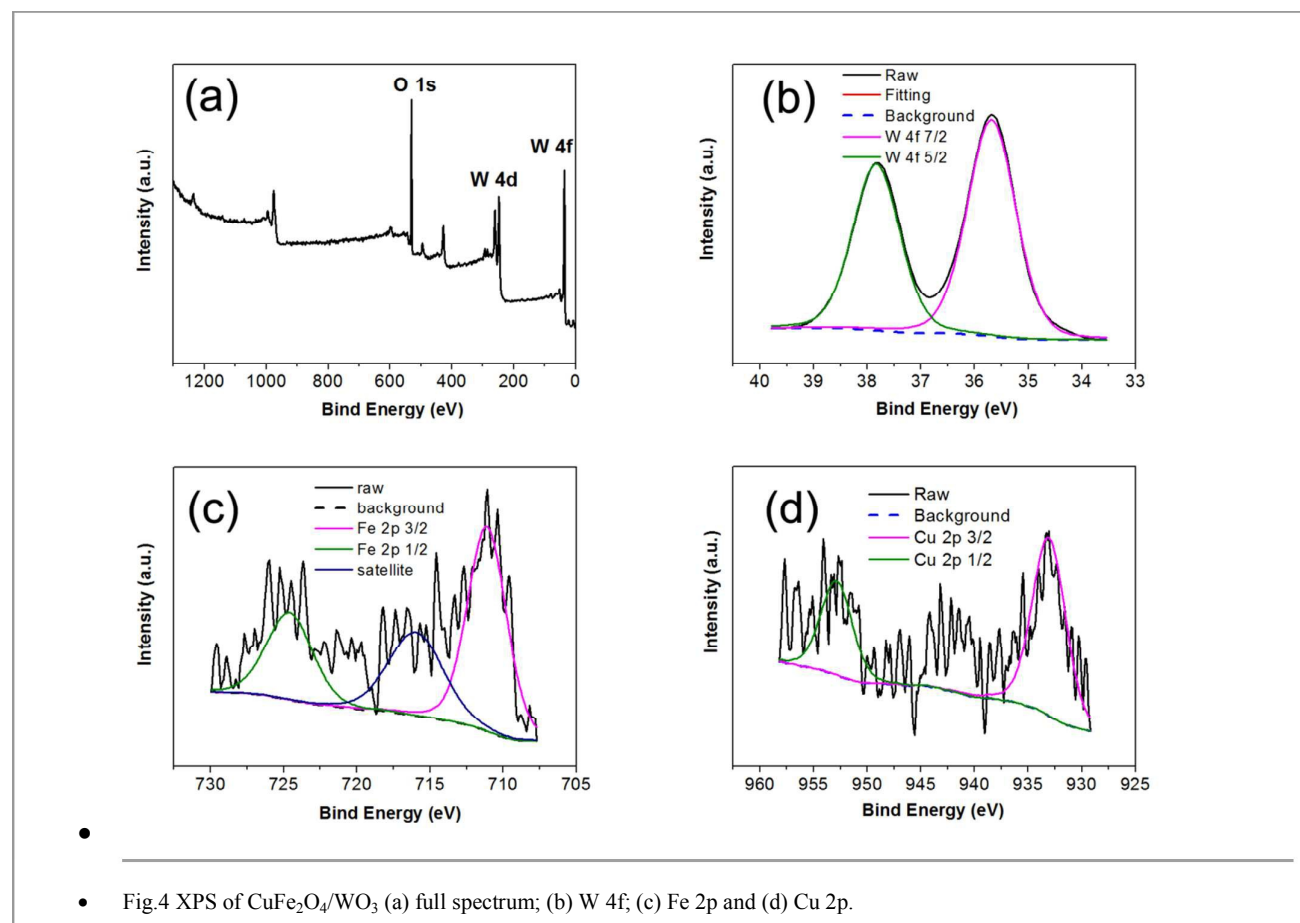 (a)
O 1s
W 4d
W 4f
Intensity (a.u.)
1200 1000 800 600 400 200 0
Bind Energy (eV)
(b)
Raw
Fitting
Background
W 4f 7/2
W 4f 5/2
Intensity (a.u.)
40 39 38 37 36 35 34 33
Bind Energy (eV)
(c)
raw
background
Fe 2p 3/2
Fe 2p 1/2
satellite
Intensity (a.u.)
730 725 720 715 710 705
Bind Energy (eV)
(d)
Raw
Background
Cu 2p 3/2
Cu 2p 1/2
Intensity (a.u.)
960 955 950 945 940 935 930 925
Bind Energy (eV)
• Fig.4 XPS of CuFe₂O₄/WO₃ (a) full spectrum; (b) W 4f; (c) Fe 2p and (d) Cu 2p.